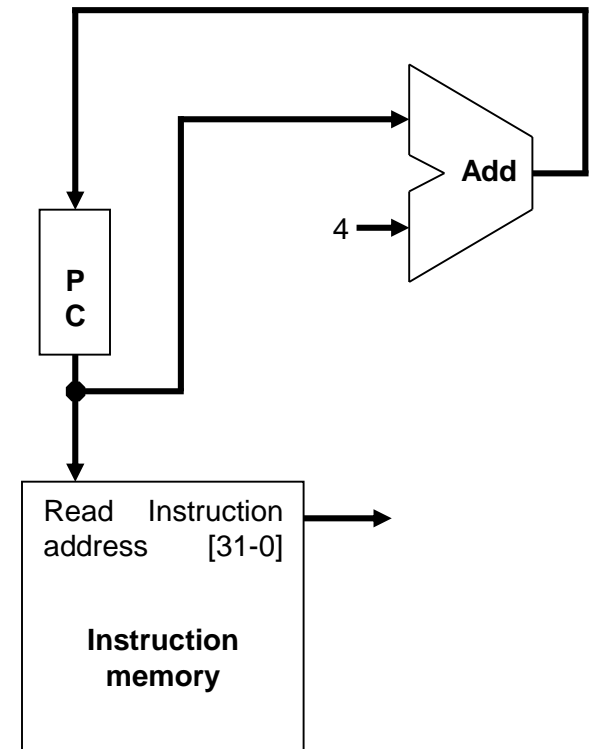 Add
4
P
C
Read Instruction
address [31-0]
Instruction
memory